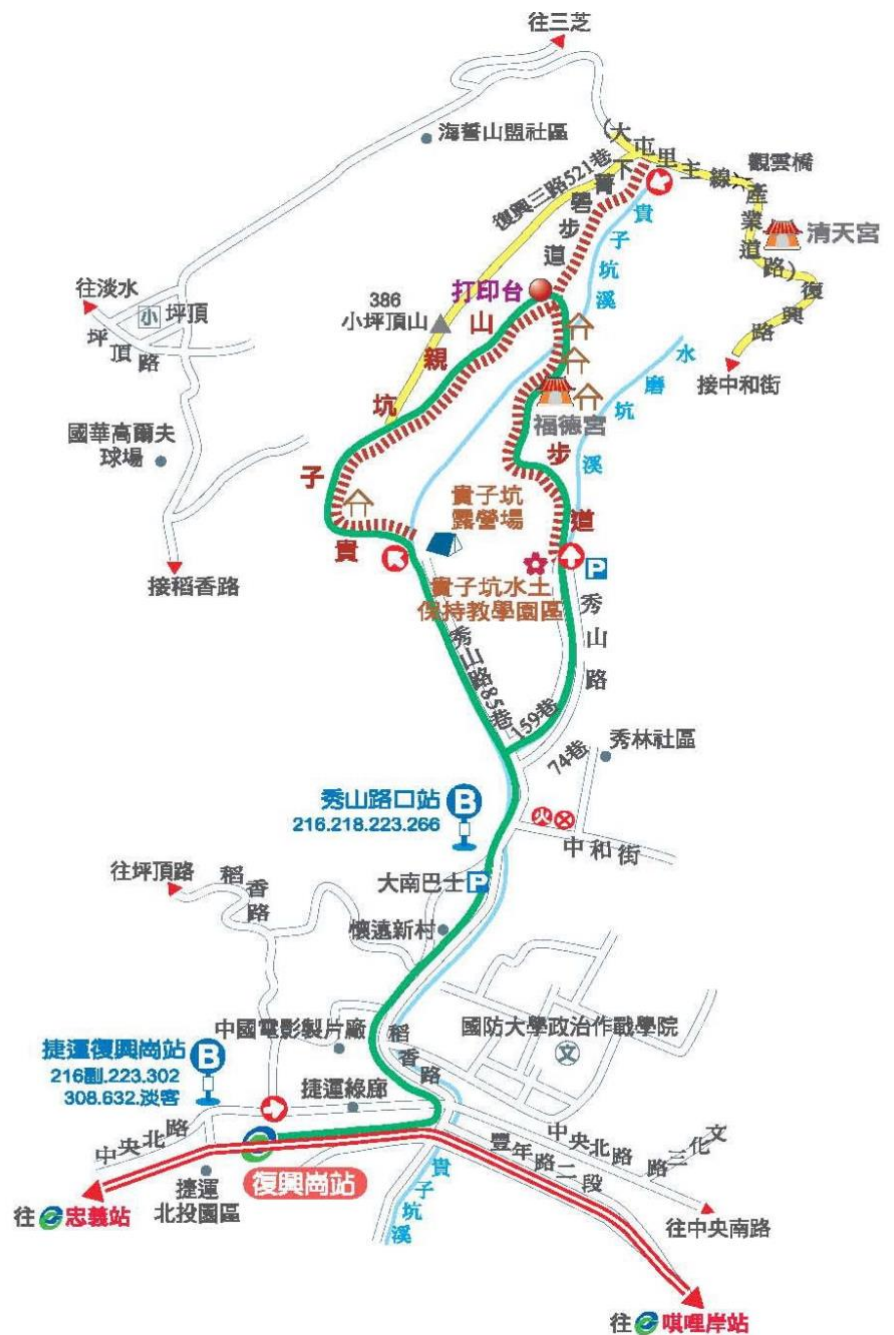 往三芝
海誓山盟社區
(大屯里主線)產業道路)復興路
觀雲橋
清天宮
接中和街
復興三路521巷
下青礐步道
貴子坑溪
往淡水
坪頂
小
坪頂路
386
小坪頂山
打印台
水磨坑溪
國華高爾夫
球場
接稻香路
福德宮
貴子坑親山步道
貴子坑
露營場
貴子坑水土
保持教學園區
P
秀山路
秀山路85巷
159巷
74巷
秀林社區
秀山路口站
B
216.218.223.266
火
中和街
往坪頂路
稻香路
大南巴士
P
懷遠新村
中國電影製片廠
稻香路
國防大學政治作戰學院
文
捷運復興崗站
B
216副.223.302
308.632.淡客
捷運綠廊
中央北路
中央北路
文化三路
豐年路二段
復興崗站
捷運
北投園區
貴子坑溪
往 忠義站
往中央南路
往 唭哩岸站